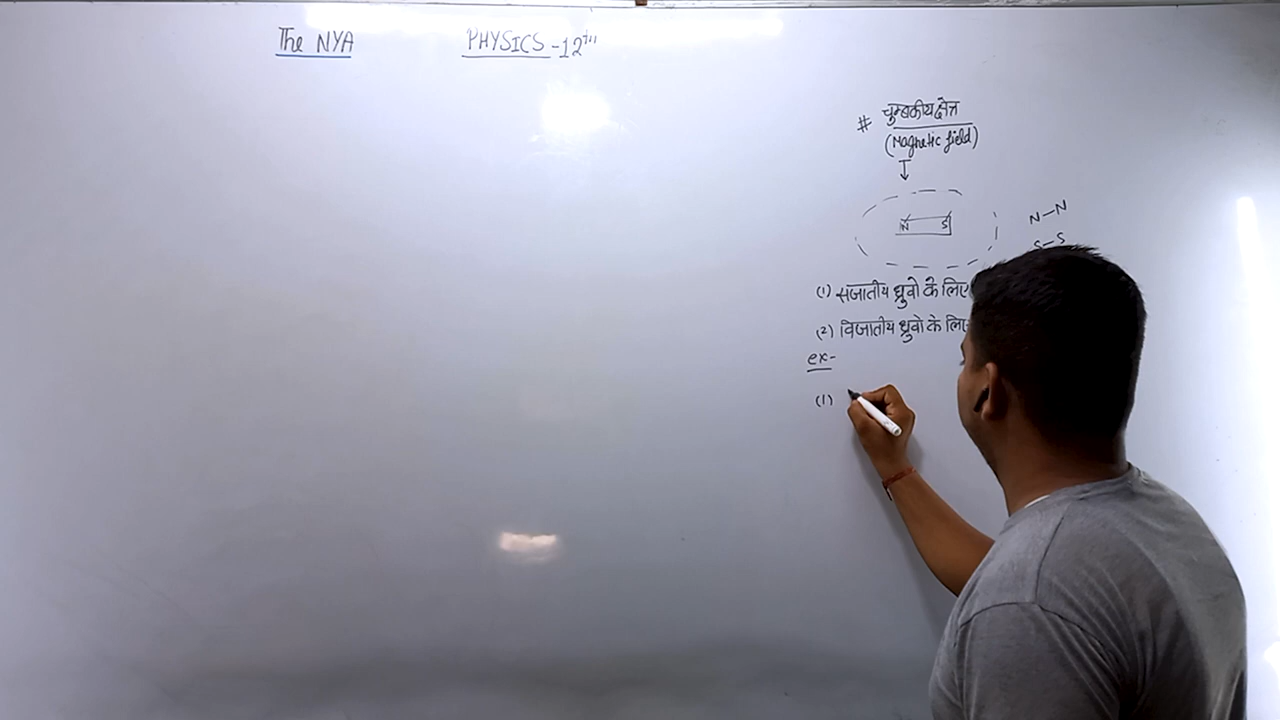 The NYA
PHYSICS-12th
# चुम्बकीय क्षेत्र
(Magnetic field)
N S
N-N
S-S
(1) सजातीय ध्रुवो के लिए
(2) विजातीय ध्रुवो के लिए
ex-
(1)